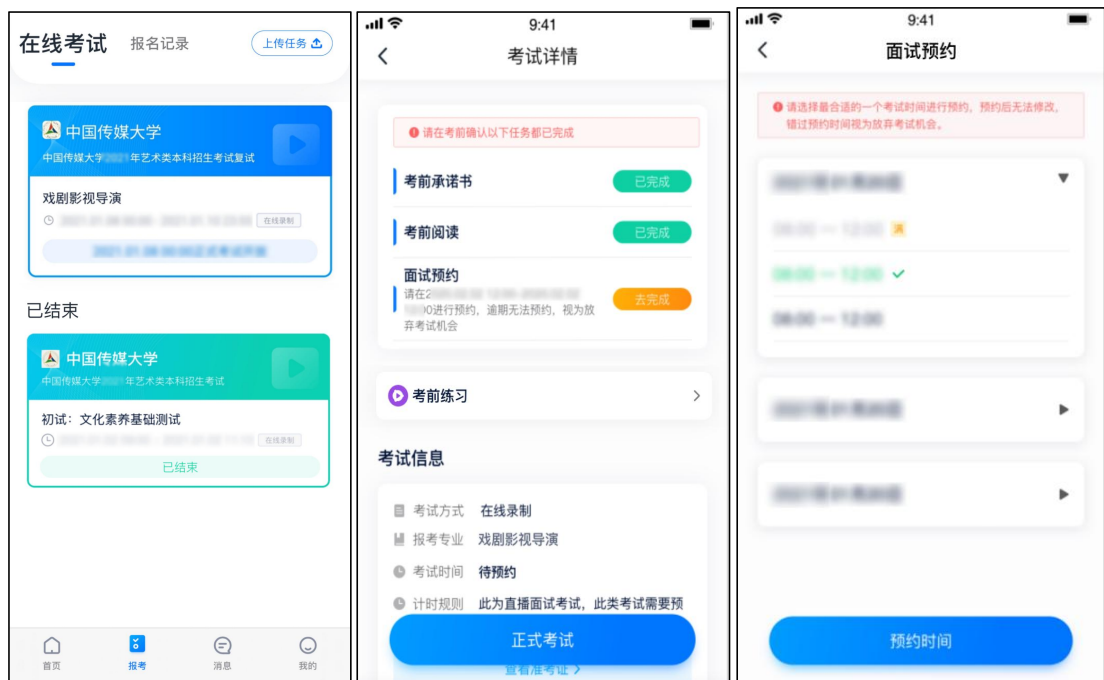 在线考试
报名记录
上传任务
中国传媒大学
中国传媒大学2021年艺术类本科招生考试复试
戏剧影视导演
在线录制
已结束
中国传媒大学
中国传媒大学 年艺术类本科招生考试
初试：文化素养基础测试
在线录制
已结束
首页
报考
消息
我的
9:41
考试详情
请在考前确认以下任务都已完成
考前承诺书
已完成
考前阅读
已完成
面试预约
请在2
0进行预约，逾期无法预约，视为放
弃考试机会
去完成
考前练习
考试信息
考试方式 在线录制
报考专业 戏剧影视导演
考试时间 待预约
计时规则 此为直播面试考试，此类考试需要预
正式考试
查看准考证
9:41
面试预约
请选择最合适的一个考试时间进行预约，预约后无法修改，
错过预约时间视为放弃考试机会。
满
预约时间